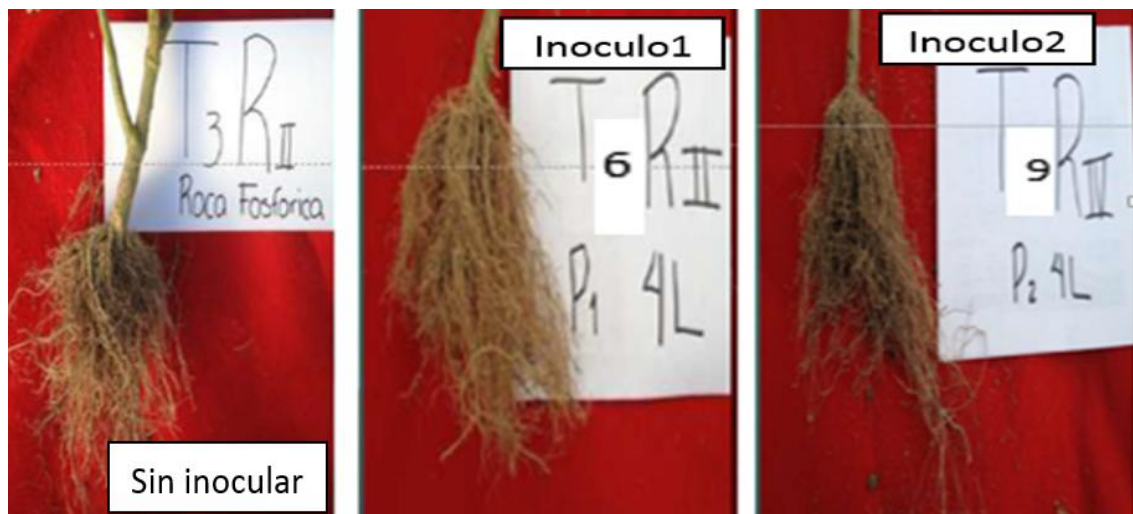 T3 RII
Roca Fosforica
Sin inocular
Inoculo1
T 6 RII
P1 4L
Inoculo2
T 9 RIV.
P2 4L